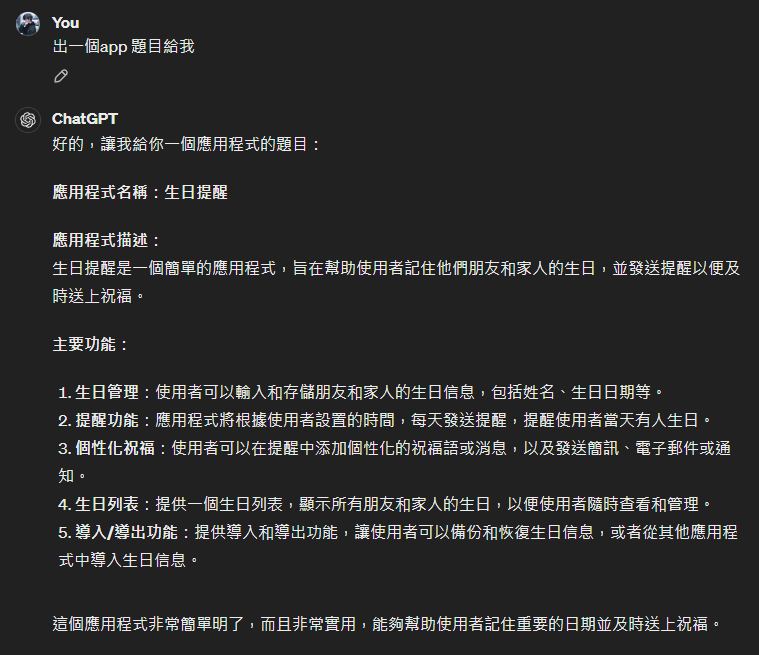 You
出一個app 題目給我
ChatGPT
好的，讓我給你一個應用程式的題目：
應用程式名稱：生日提醒
應用程式描述：
生日提醒是一個簡單的應用程式，旨在幫助使用者記住他們朋友和家人的生日，並發送提醒以便及
時送上祝福。
主要功能：
1. 生日管理：使用者可以輸入和存儲朋友和家人的生日信息，包括姓名、生日日期等。
2. 提醒功能：應用程式將根據使用者設置的時間，每天發送提醒，提醒使用者當天有人生日。
3. 個性化祝福：使用者可以在提醒中添加個性化的祝福語或消息，以及發送簡訊、電子郵件或通
知。
4. 生日列表：提供一個生日列表，顯示所有朋友和家人的生日，以便使用者隨時查看和管理。
5. 導入/導出功能：提供導入和導出功能，讓使用者可以備份和恢復生日信息，或者從其他應用程
式中導入生日信息。
這個應用程式非常簡單明了，而且非常實用，能夠幫助使用者記住重要的日期並及時送上祝福。